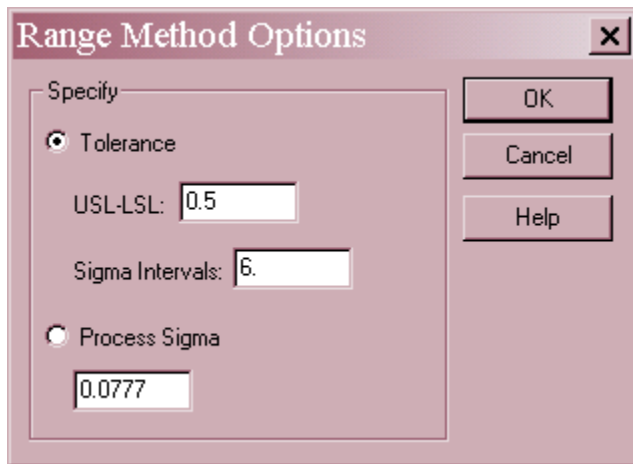 Range Method Options
Specify
Tolerance
USL-LSL: 0.5
Sigma Intervals: 6.
Process Sigma
0.0777
OK
Cancel
Help